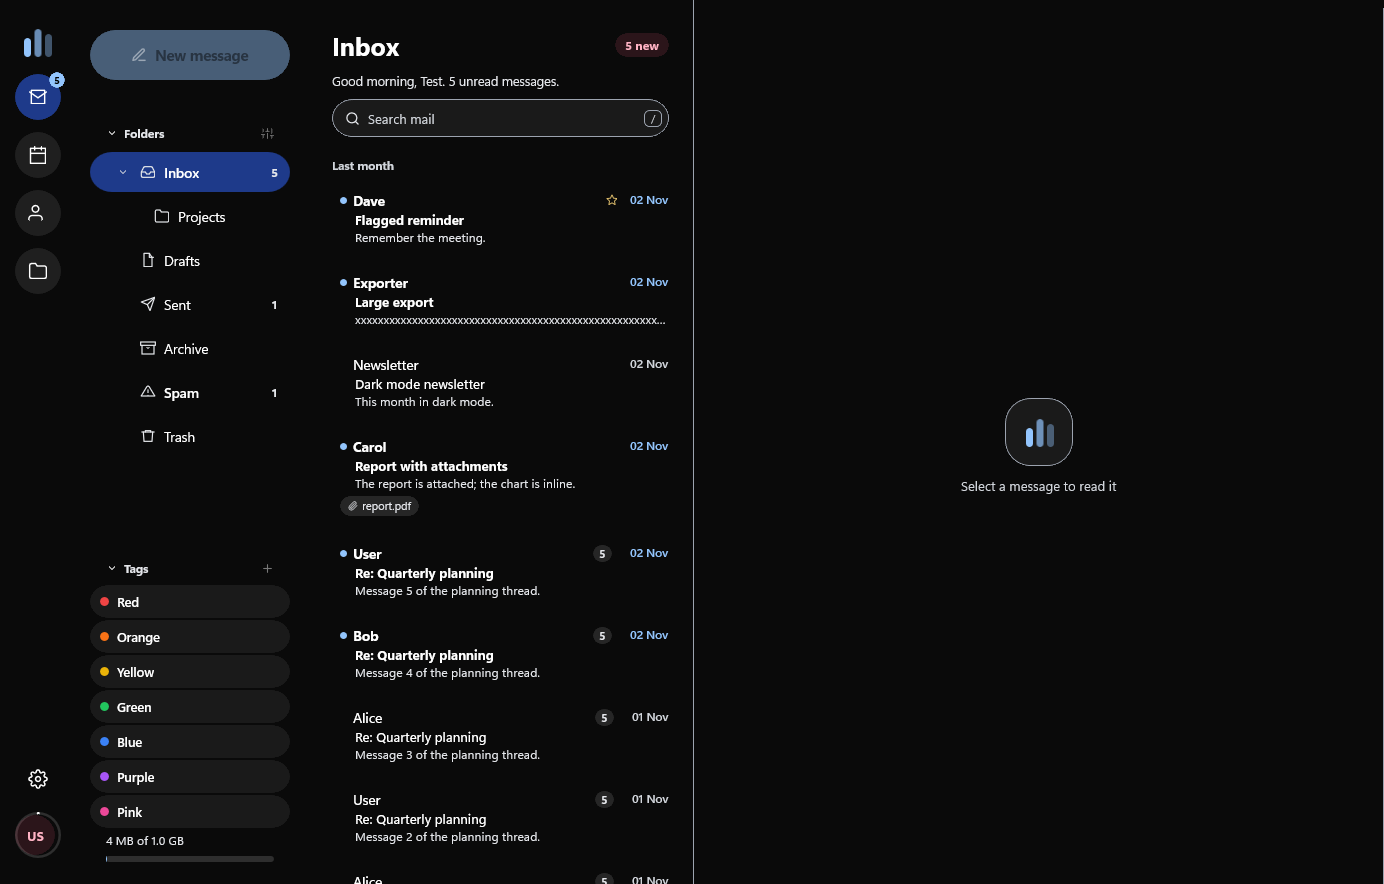 5
New message
Folders
Inbox 5
Projects
Drafts
Sent 1
Archive
Spam 1
Trash
Tags
Red
Orange
Yellow
Green
Blue
Purple
Pink
4 MB of 1.0 GB
US
Inbox 5 new
Good morning, Test. 5 unread messages.
Search mail /
Last month
Dave 02 Nov
Flagged reminder
Remember the meeting.
Exporter 02 Nov
Large export
xxxxxxxxxxxxxxxxxxxxxxxxxxxxxxxxxxxxxxxxxxxxxxxxxxxxx...
Newsletter 02 Nov
Dark mode newsletter
This month in dark mode.
Carol 02 Nov
Report with attachments
The report is attached; the chart is inline.
report.pdf
User 5 02 Nov
Re: Quarterly planning
Message 5 of the planning thread.
Bob 5 02 Nov
Re: Quarterly planning
Message 4 of the planning thread.
Alice 5 01 Nov
Re: Quarterly planning
Message 3 of the planning thread.
User 5 01 Nov
Re: Quarterly planning
Message 2 of the planning thread.
Alice 5 01 Nov
Select a message to read it